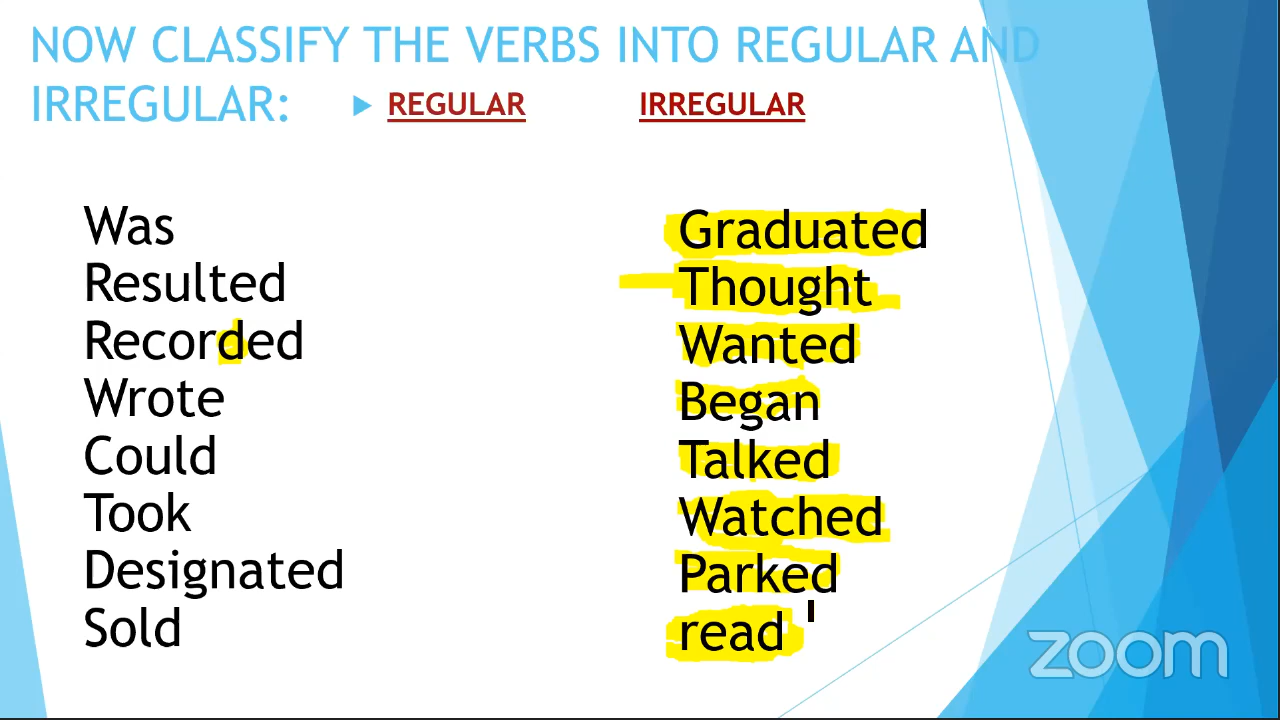 NOW CLASSIFY THE VERBS INTO REGULAR AND
IRREGULAR:
REGULAR IRREGULAR
Was
Resulted
Recorded
Wrote
Could
Took
Designated
Sold
Graduated
Thought
Wanted
Began
Talked
Watched
Parked
read
zoom